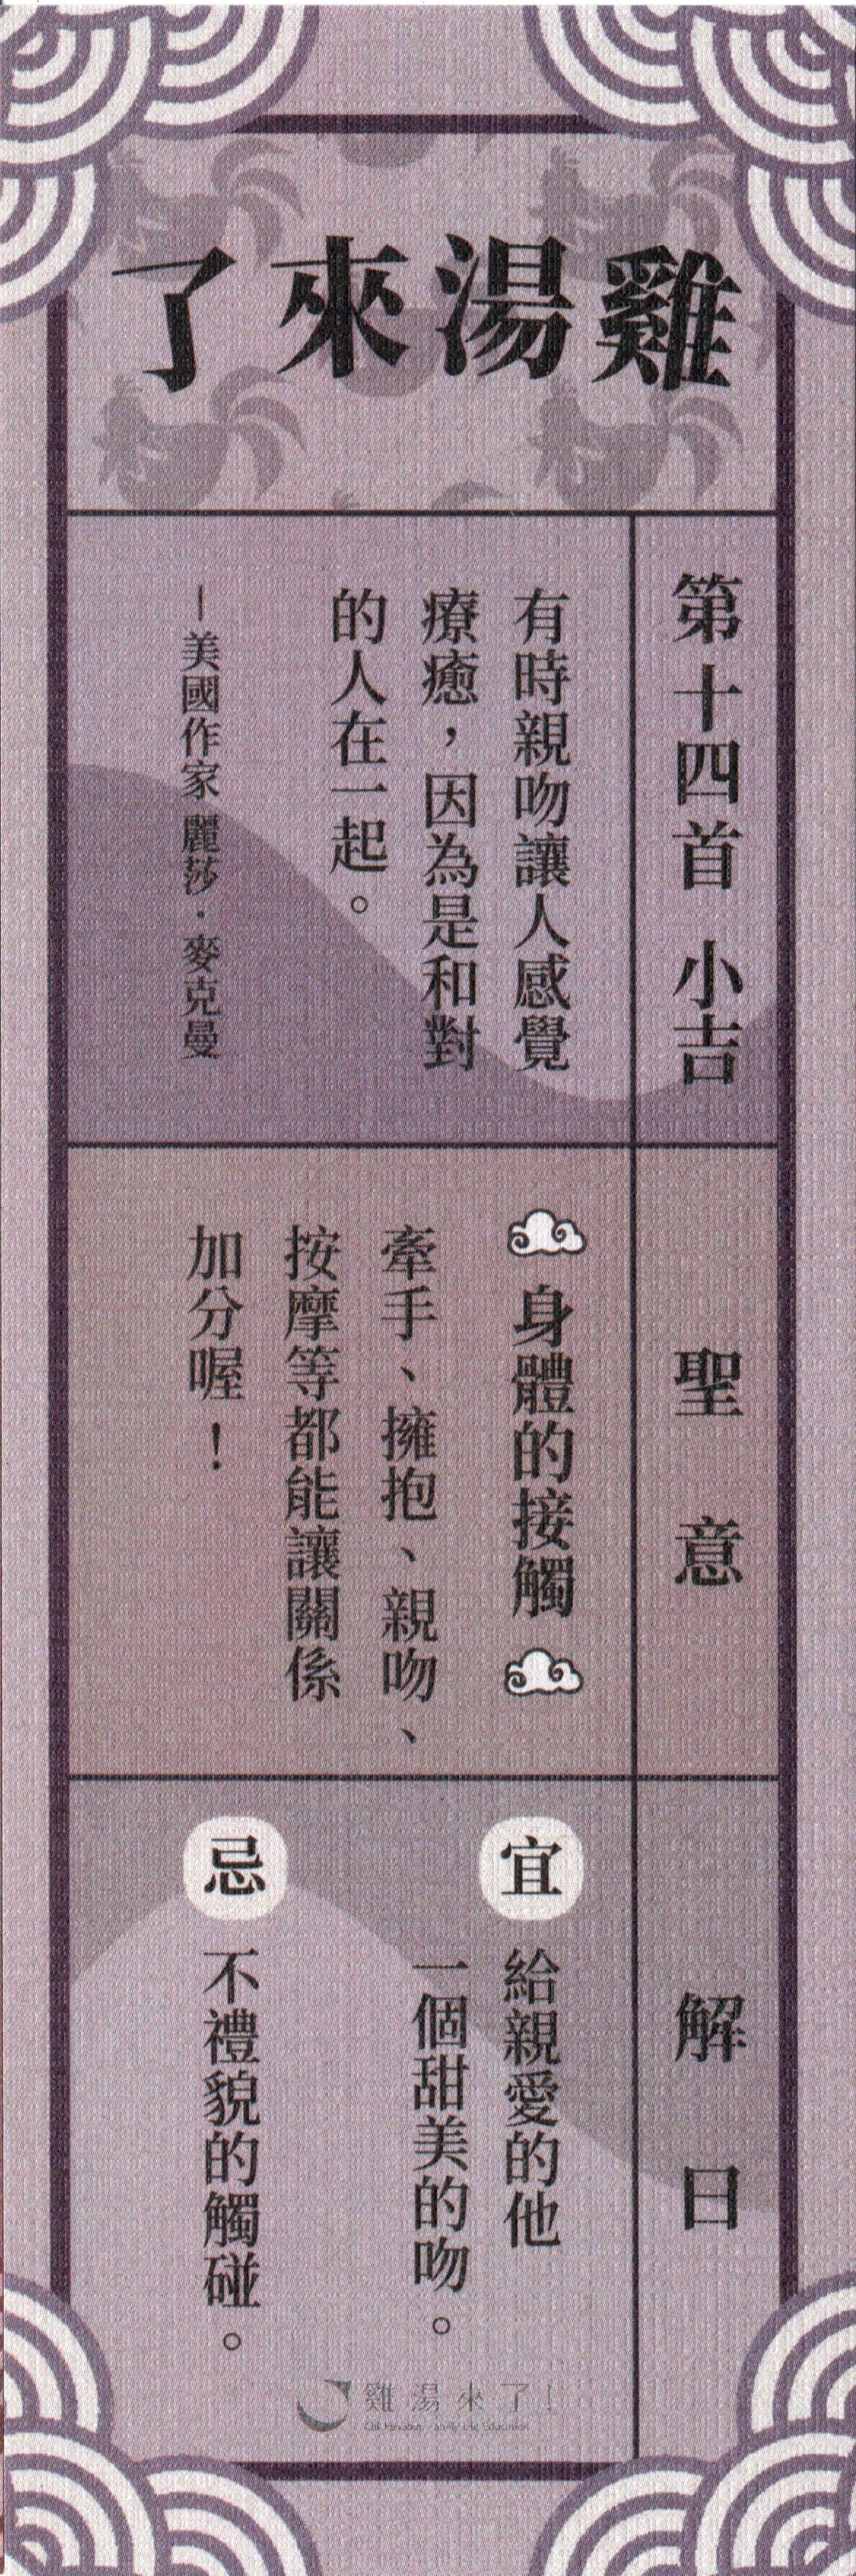 雞湯來了
第十四首 小吉
有時親吻讓人感覺
療癒，因為是和對
的人在一起。
—美國作家 麗莎·麥克曼
聖意
身體的接觸
牽手、擁抱、親吻、
按摩等都能讓關係
加分喔！
解曰
宜
給親愛的他
一個甜美的吻。
忌
不禮貌的觸碰。
雞湯來了！